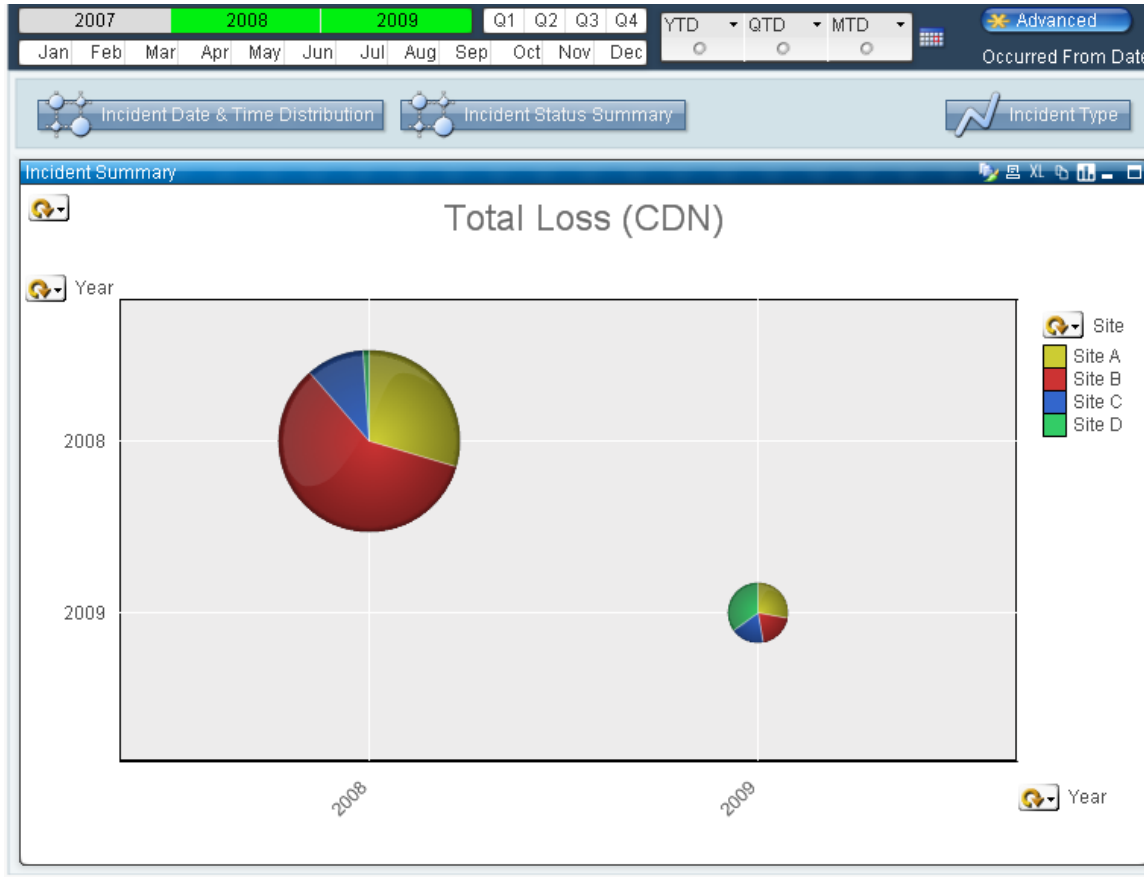 2007 2008 2009 Q1 Q2 Q3 Q4 YTD QTD MTD Advanced
Jan Feb Mar Apr May Jun Jul Aug Sep Oct Nov Dec Occurred From Date
Incident Date & Time Distribution Incident Status Summary Incident Type
Incident Summary XL
Total Loss (CDN)
Year
Site
Site A
Site B
Site C
Site D
2008
2009
2008 2009
Year